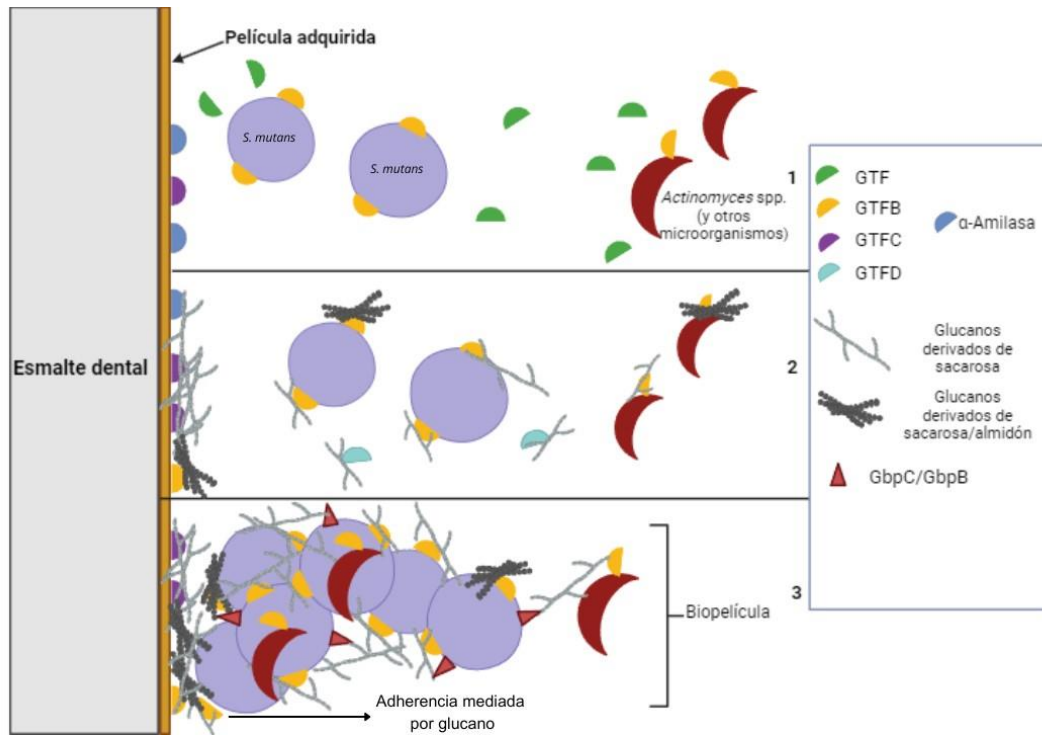 Película adquirida
S. mutans
S. mutans
1
Actinomyces spp.
(y otros
microorganismos)
Esmalte dental
2
3
Biopelícula
Adherencia mediada
por glucano
GTF
GTFB
GTFC
GTFD
α-Amilasa
Glucanos
derivados de
sacarosa
Glucanos
derivados de
sacarosa/almidón
GbpC/GbpB